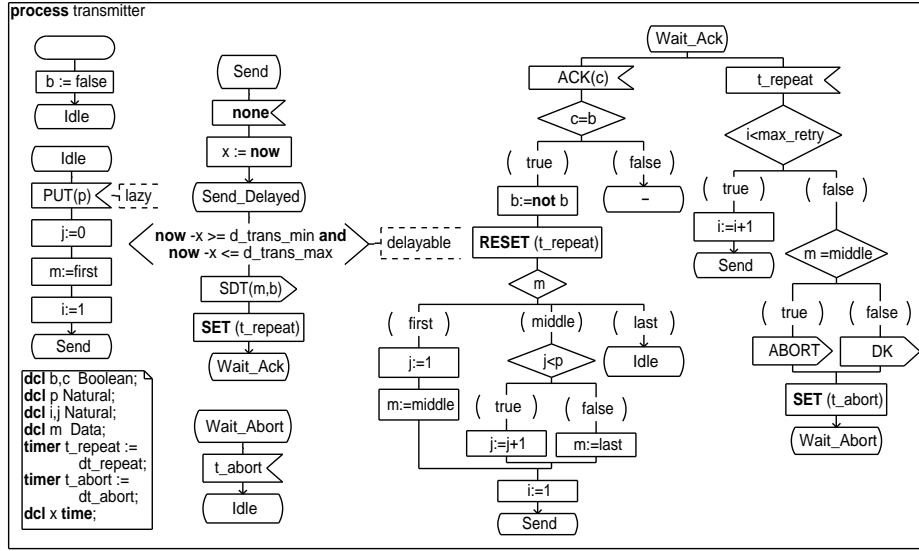 process transmitter
b := false
Idle
Idle
PUT(p)
lazy
j:=0
m:=first
i:=1
Send
dcl b,c Boolean;
dcl p Natural;
dcl i,j Natural;
dcl m Data;
timer t_repeat :=
dt_repeat;
timer t_abort :=
dt_abort;
dcl x time;
Send
none
x := now
Send_Delayed
now -x >= d_trans_min and
now -x <= d_trans_max
delayable
SDT(m,b)
SET (t_repeat)
Wait_Ack
Wait_Abort
t_abort
Idle
Wait_Ack
ACK(c)
c=b
( true )
( false )
b:=not b
–
RESET (t_repeat)
m
( first )
( middle )
( last )
j:=1
j<p
Idle
m:=middle
( true )
( false )
j:=j+1
m:=last
i:=1
Send
t_repeat
i<max_retry
( true )
( false )
i:=i+1
Send
m =middle
( true )
( false )
ABORT
DK
SET (t_abort)
Wait_Abort